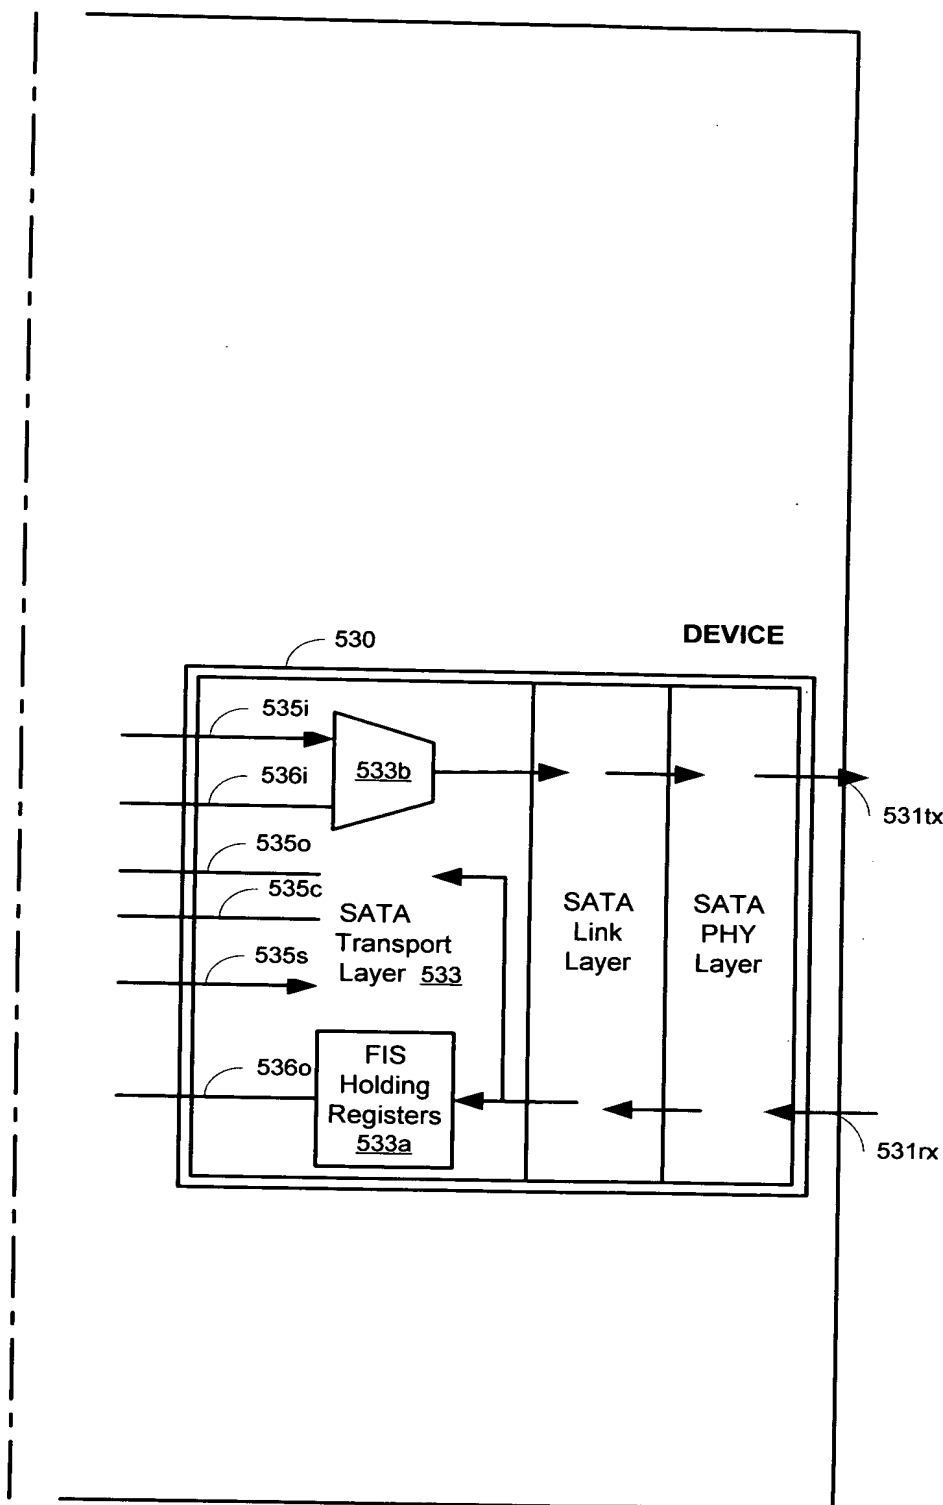 DEVICE
530
535i
533b
536i
531tx
535o
535c
SATA
Transport
Layer 533
SATA
Link
Layer
SATA
PHY
Layer
535s
536o
FIS
Holding
Registers
533a
531rx